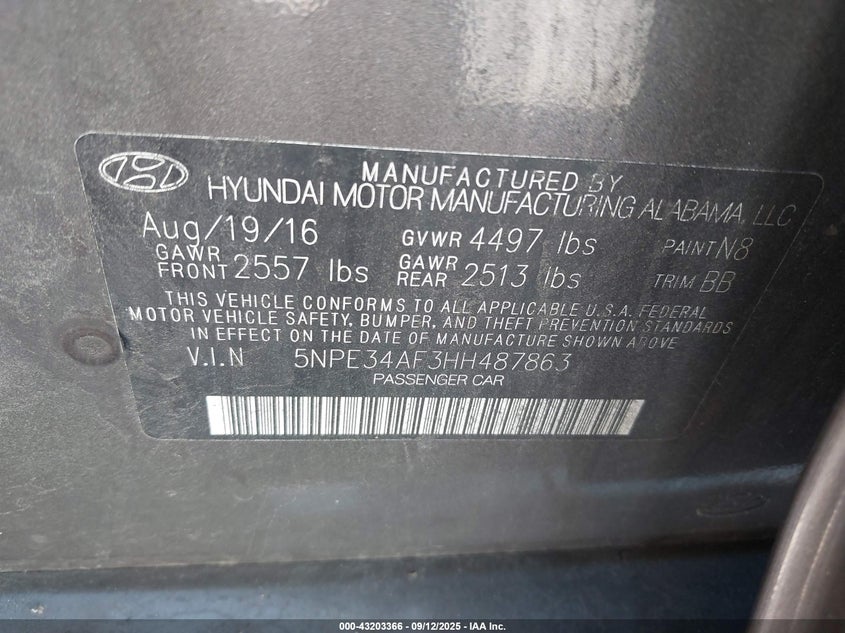 MANUFACTURED BY
HYUNDAI MOTOR MANUFACTURING ALABAMA, LLC
Aug/19/16 GVWR 4497 lbs PAINT N8
GAWR FRONT 2557 lbs GAWR REAR 2513 lbs TRIM BB
THIS VEHICLE CONFORMS TO ALL APPLICABLE U.S.A. FEDERAL
MOTOR VEHICLE SAFETY, BUMPER, AND THEFT PREVENTION STANDARDS
IN EFFECT ON THE DATE OF MANUFACTURE SHOWN ABOVE
V.I.N 5NPE34AF3HH487863
PASSENGER CAR
000-43203366 - 09/12/2025 - IAA Inc.